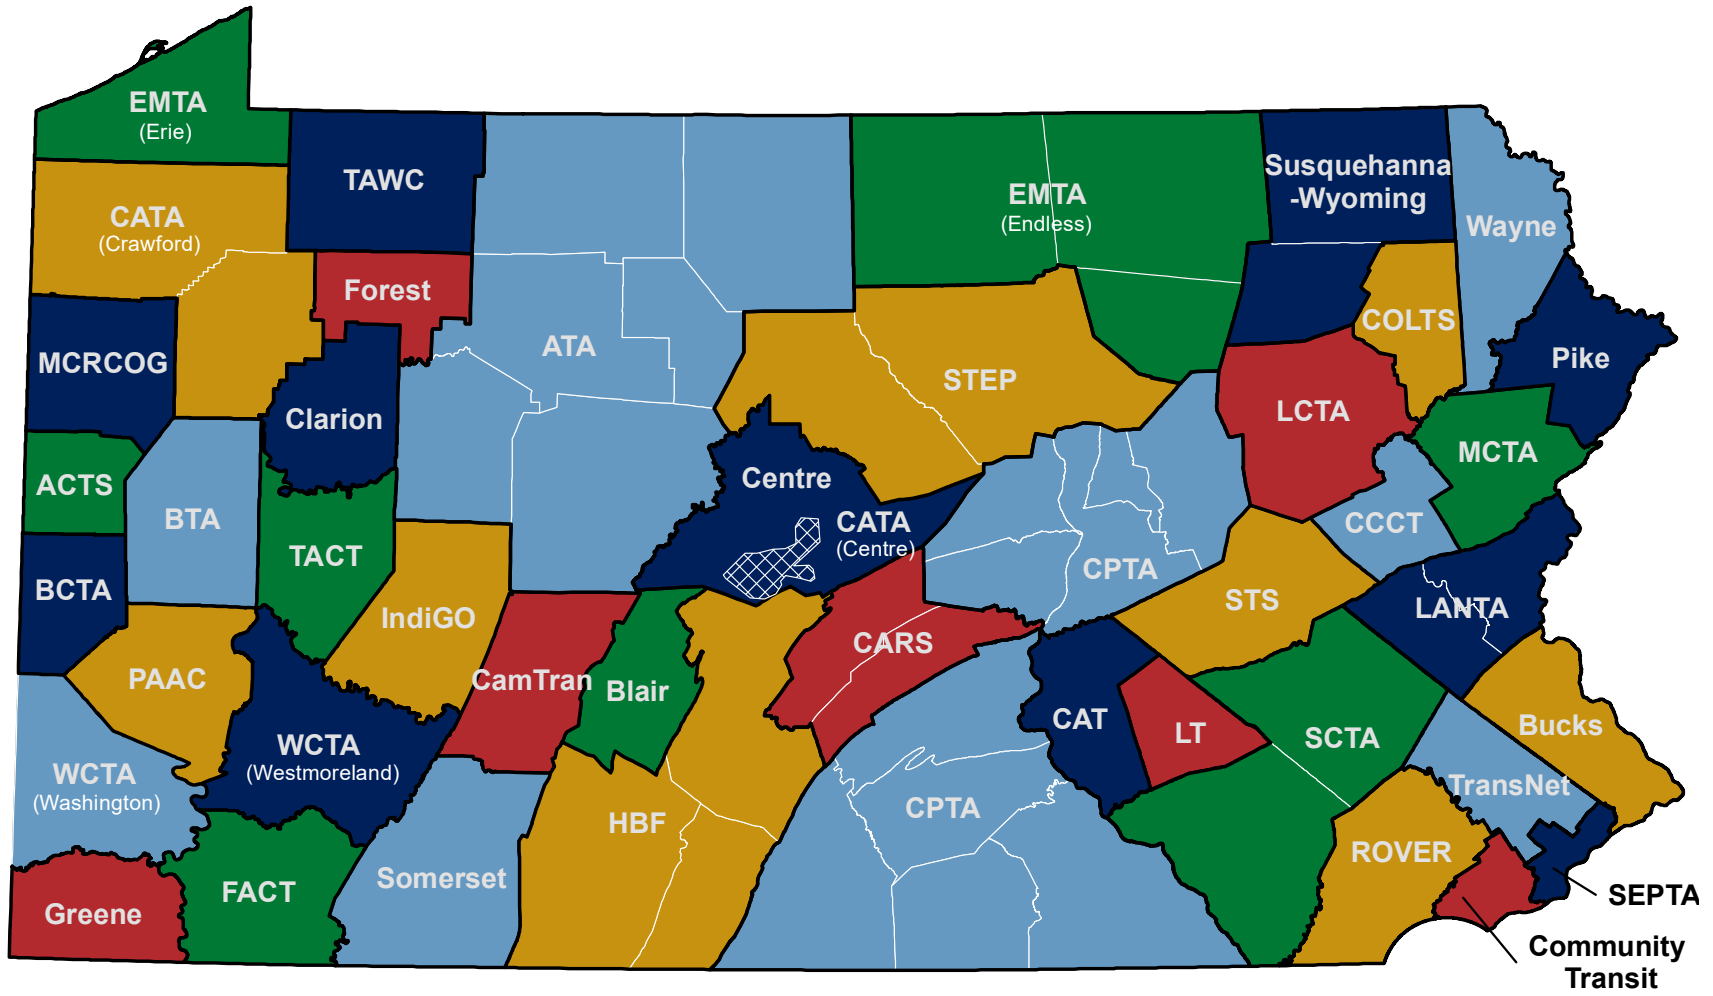 EMTA
(Erie)
TAWC
CATA
(Crawford)
EMTA
(Endless)
Susquehanna
-Wyoming
Wayne
Forest
MCRCOG
ATA
COLTS
Pike
STEP
Clarion
LCTA
MCTA
ACTS
BTA
Centre
CATA
(Centre)
CCCT
TACT
CPTA
BCTA
IndiGO
STS
LANTA
PAAC
CamTran
Blair
CARS
WCTA
(Westmoreland)
CAT
LT
SCTA
Bucks
WCTA
(Washington)
TransNet
HBF
CPTA
ROVER
Somerset
FACT
Greene
SEPTA
Community
Transit